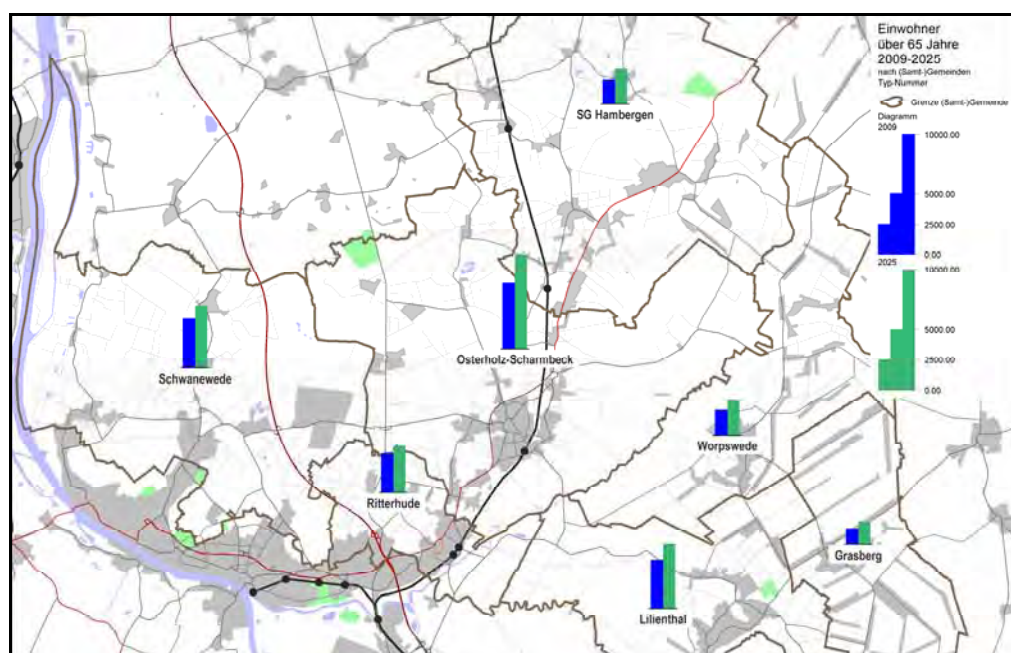 Einwohner
über 65 Jahre
2009-2025
nach (Samt-)Gemeinden
Typ-Nummer
Grenze (Samt-)Gemeinde
Diagramm
2009
10000.00
5000.00
2500.00
0.00
2025
10000.00
5000.00
2500.00
0.00
SG Hambergen
Osterholz-Scharmbeck
Schwanewede
Worpswede
Ritterhude
Grasberg
Lilienthal